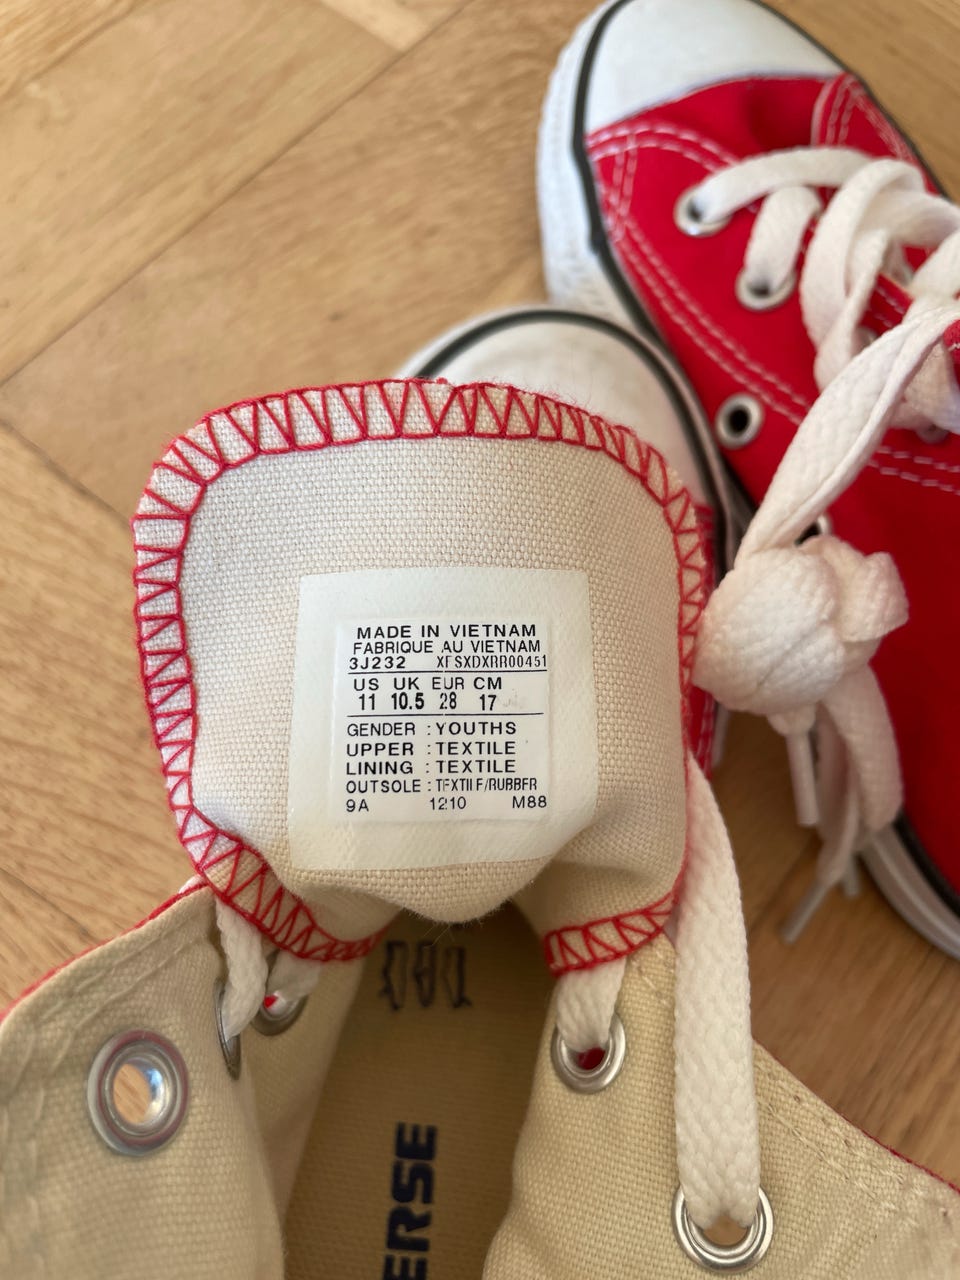 MADE IN VIETNAM
FABRIQUE AU VIETNAM
3J232 XFSXDXRR00451
US UK EUR CM
11 10.5 28 17
GENDER : YOUTHS
UPPER : TEXTILE
LINING : TEXTILE
OUTSOLE : TEXTILE/RUBBER
9A 1210 M88
ERSE